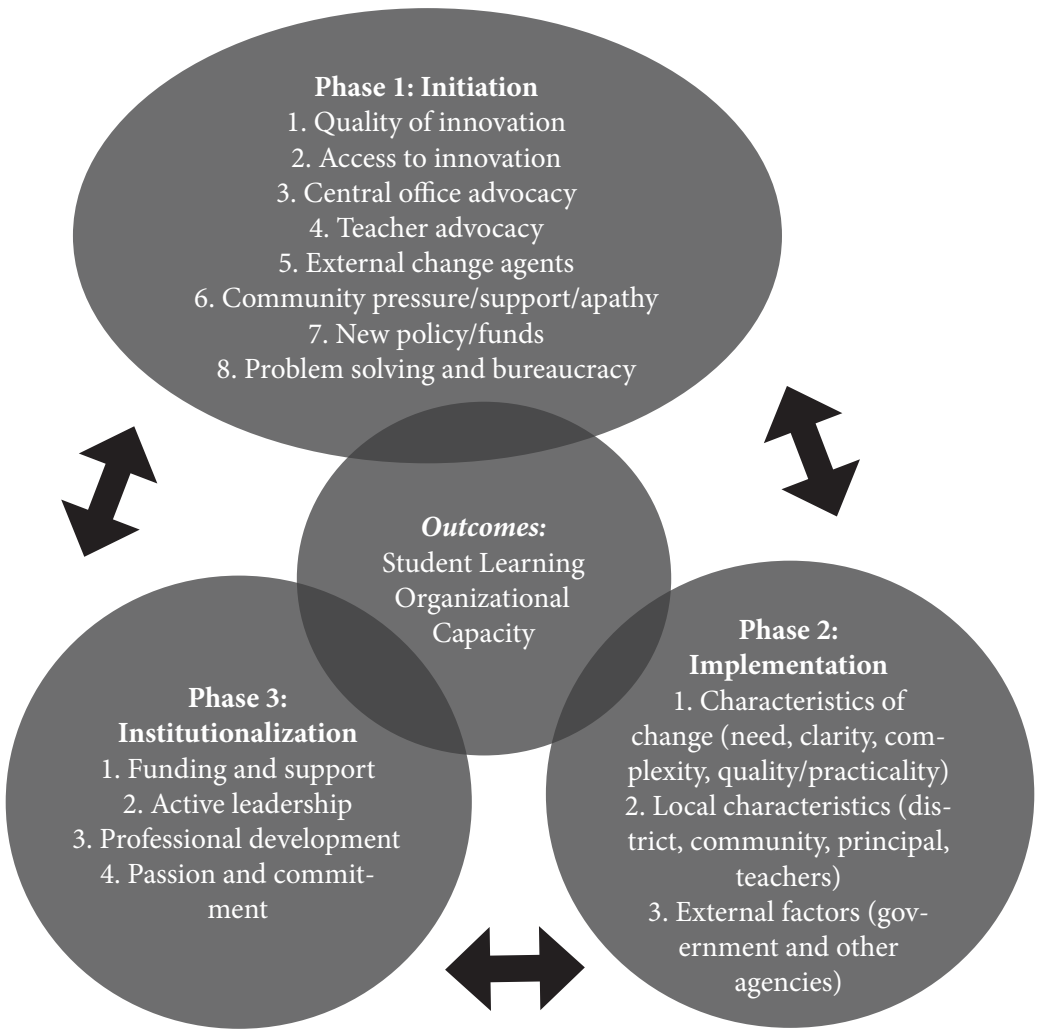 Phase 1: Initiation
1. Quality of innovation
2. Access to innovation
3. Central office advocacy
4. Teacher advocacy
5. External change agents
6. Community pressure/support/apathy
7. New policy/funds
8. Problem solving and bureaucracy
Outcomes:
Student Learning
Organizational
Capacity
Phase 2:
Implementation
1. Characteristics of
change (need, clarity, com-
plexity, quality/practicality)
2. Local characteristics (dis-
trict, community, principal,
teachers)
3. External factors (gov-
ernment and other
agencies)
Phase 3:
Institutionalization
1. Funding and support
2. Active leadership
3. Professional development
4. Passion and commit-
ment